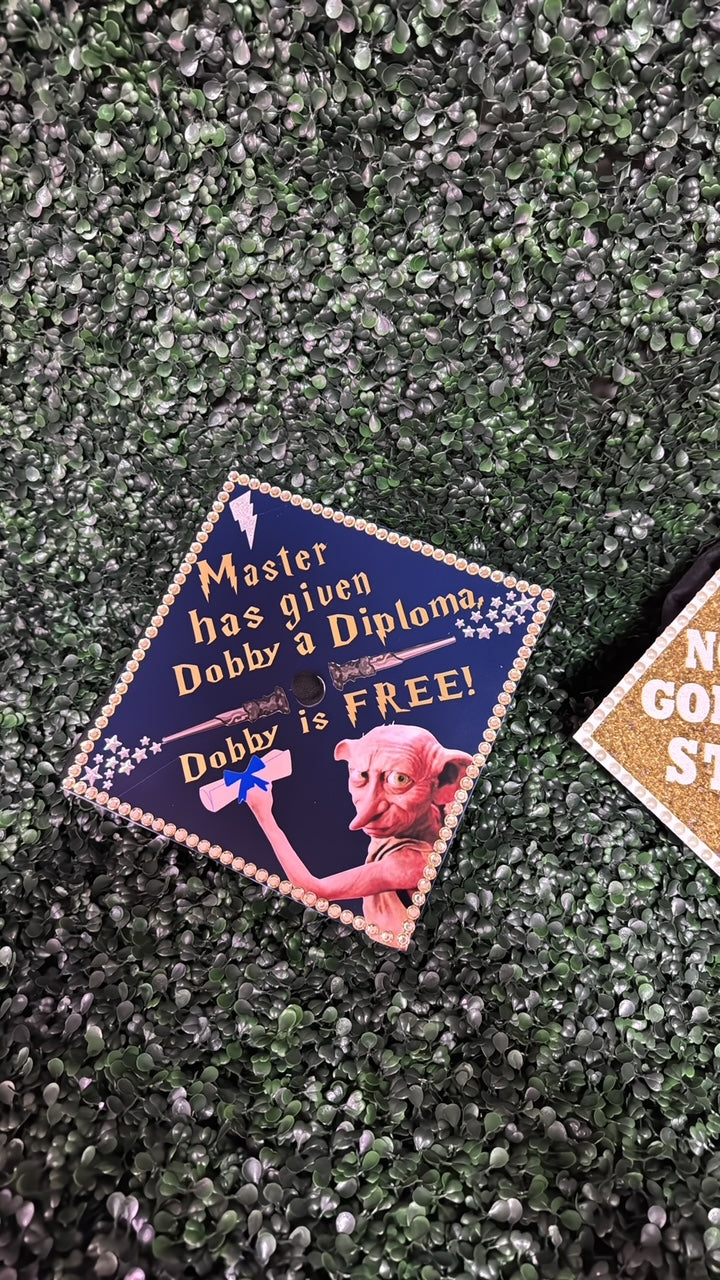 Master
has given
Dobby a Diploma,
Dobby is FREE!